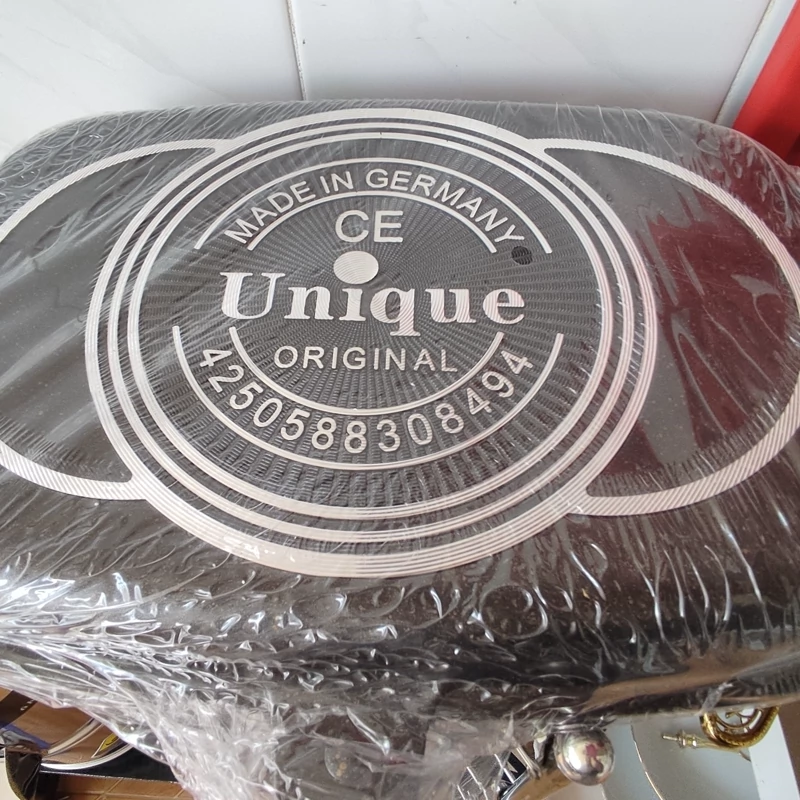 MADE IN GERMANY
CE
Unique
ORIGINAL
4250588308494